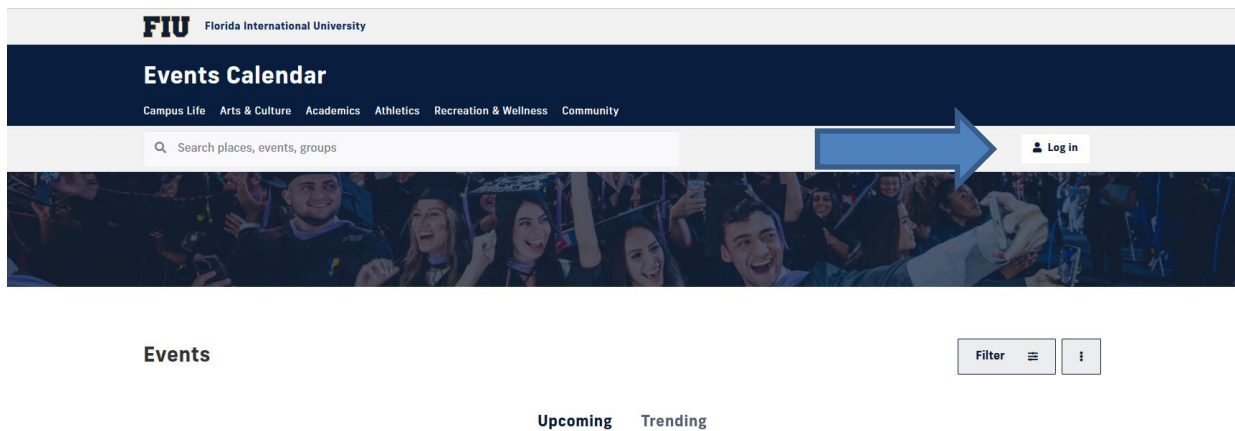 FIU Florida International University
Events Calendar
Campus Life Arts & Culture Academics Athletics Recreation & Wellness Community
Search places, events, groups
Log in
Events
Filter
Upcoming Trending